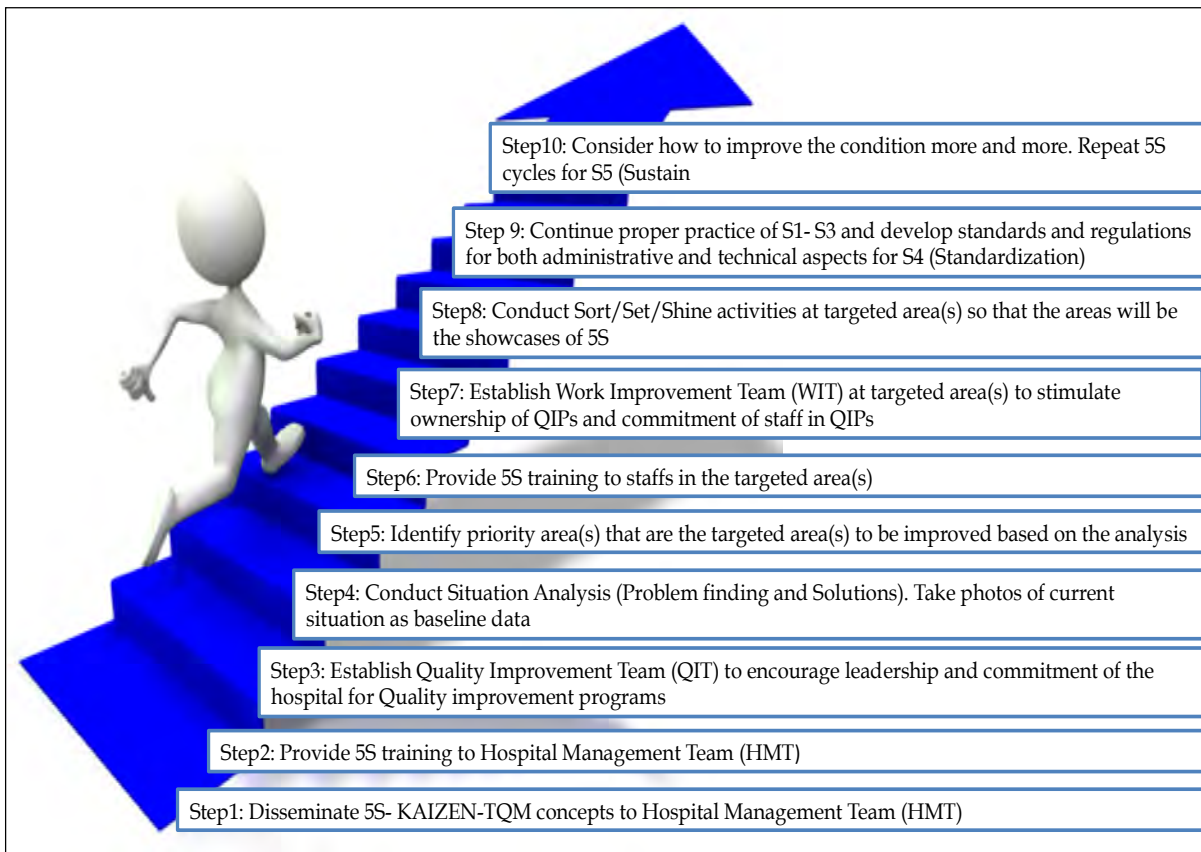 Step10: Consider how to improve the condition more and more. Repeat 5S
cycles for S5 (Sustain
Step 9: Continue proper practice of S1- S3 and develop standards and regulations
for both administrative and technical aspects for S4 (Standardization)
Step8: Conduct Sort/Set/Shine activities at targeted area(s) so that the areas will be
the showcases of 5S
Step7: Establish Work Improvement Team (WIT) at targeted area(s) to stimulate
ownership of QIPs and commitment of staff in QIPs
Step6: Provide 5S training to staffs in the targeted area(s)
Step5: Identify priority area(s) that are the targeted area(s) to be improved based on the analysis
Step4: Conduct Situation Analysis (Problem finding and Solutions). Take photos of current
situation as baseline data
Step3: Establish Quality Improvement Team (QIT) to encourage leadership and commitment of the
hospital for Quality improvement programs
Step2: Provide 5S training to Hospital Management Team (HMT)
Step1: Disseminate 5S- KAIZEN-TQM concepts to Hospital Management Team (HMT)